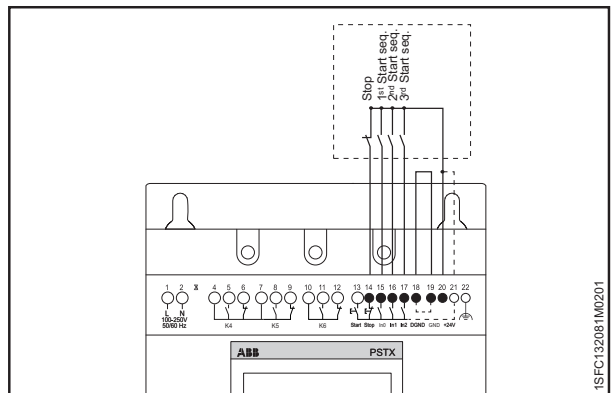 Stop
1st Start seq.
2nd Start seq.
3rd Start seq.
1 2 4 5 6 7 8 9 10 11 12 13 14 15 16 17 18 19 20 21 22
L N
100-250V
50/60 Hz
K4 K5 K6
Start Stop In0 In1 In2 DGND GND +24V
ABB PSTX
1SFC132081M0201